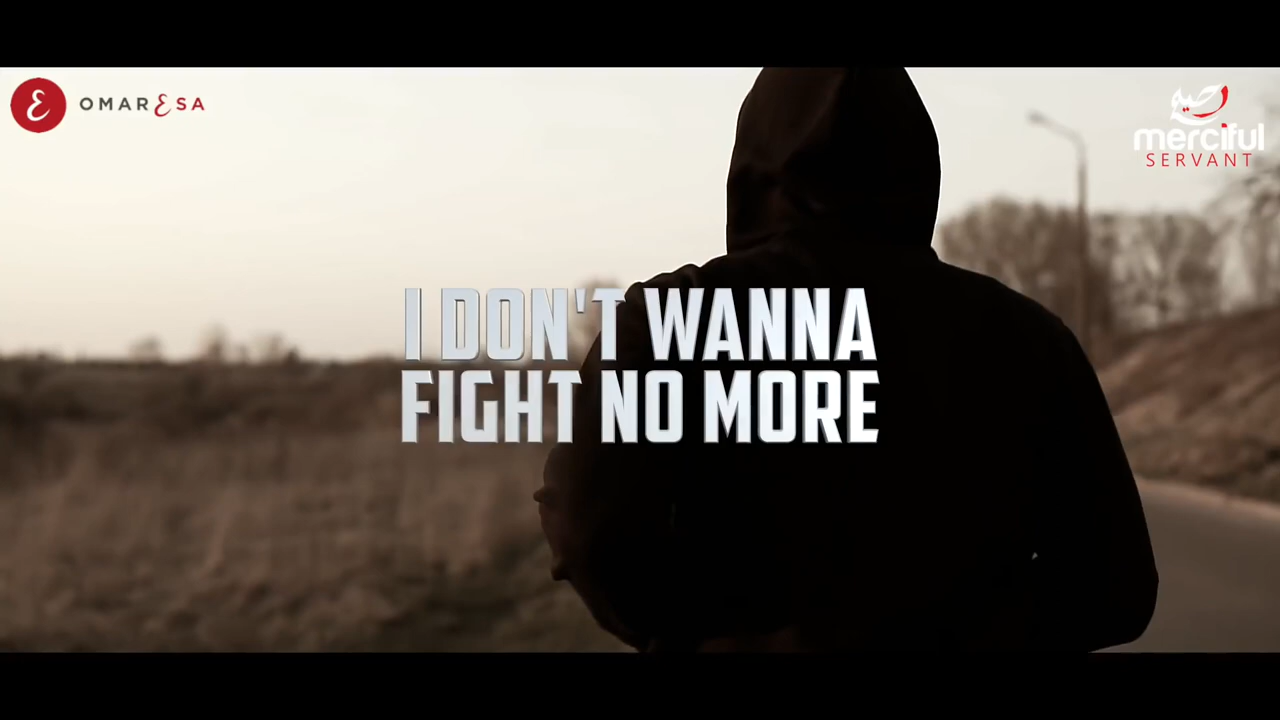 OMAR ESA
merciful
SERVANT
I DON'T WANNA
FIGHT NO MORE